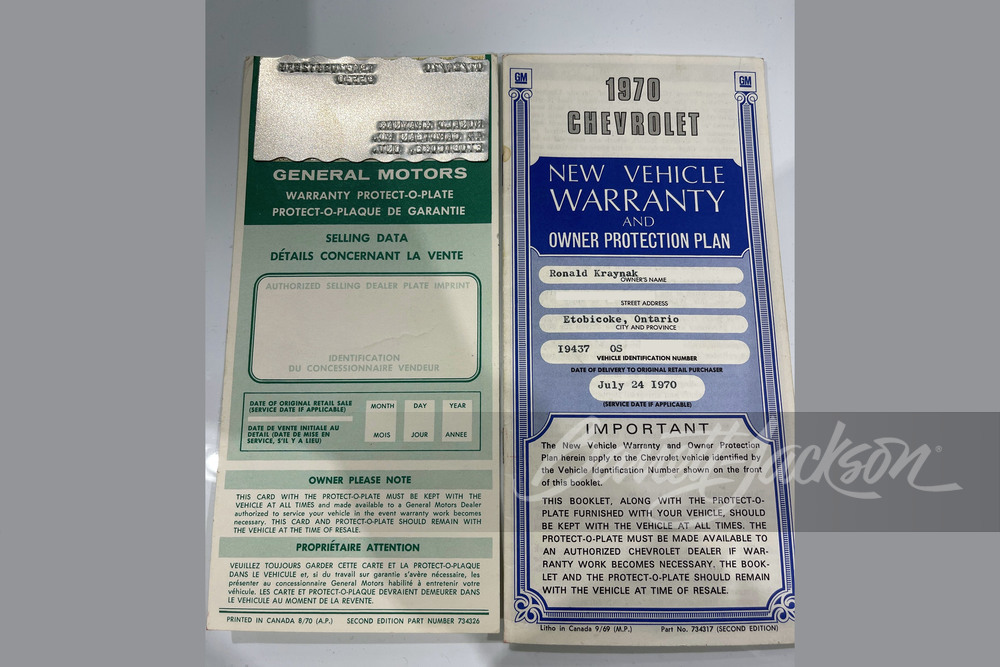 GENERAL MOTORS
WARRANTY PROTECT-O-PLATE
PROTECT-O-PLAQUE DE GARANTIE
SELLING DATA
DÉTAILS CONCERNANT LA VENTE
AUTHORIZED SELLING DEALER PLATE IMPRINT
IDENTIFICATION
DU CONCESSIONNAIRE VENDEUR
DATE OF ORIGINAL RETAIL SALE
(SERVICE DATE IF APPLICABLE)
DATE DE VENTE INITIALE AU
DÉTAIL (DATE DE MISE EN
SERVICE, S'IL Y A LIEU)
MONTH DAY YEAR
MOIS JOUR ANNÉE
OWNER PLEASE NOTE
THIS CARD WITH THE PROTECT-O-PLATE MUST BE KEPT WITH THE
VEHICLE AT ALL TIMES and made available to a General Motors Dealer
authorized to service your vehicle in the event warranty work becomes
necessary. THIS CARD AND PROTECT-O-PLATE SHOULD REMAIN WITH
THE VEHICLE AT THE TIME OF RESALE.
PROPRIÉTAIRE ATTENTION
VEUILLEZ TOUJOURS GARDER CETTE CARTE ET LA PROTECT-O-PLAQUE
DANS LE VEHICULE et, si du travail sur garantie s'avère nécessaire, les
présenter au concessionnaire General Motors habilité à entretenir votre
véhicule. LES CARTE ET PROTECT-O-PLAQUE DEVRAIENT DEMEURER DANS
LE VEHICULE AU MOMENT DE LA REVENTE.
PRINTED IN CANADA 8/70 (A.P.) SECOND EDITION PART NUMBER 734326
GM GM
1970
CHEVROLET
NEW VEHICLE
WARRANTY
AND
OWNER PROTECTION PLAN
Ronald Kraynak
OWNER'S NAME
STREET ADDRESS
Etobicoke, Ontario
CITY AND PROVINCE
I9437 OS
VEHICLE IDENTIFICATION NUMBER
DATE OF DELIVERY TO ORIGINAL RETAIL PURCHASER
July 24 I970
(SERVICE DATE IF APPLICABLE)
IMPORTANT
The New Vehicle Warranty and Owner Protection
Plan herein apply to the Chevrolet vehicle identified by
the Vehicle Identification Number shown on the front
of this booklet.
THIS BOOKLET, ALONG WITH THE PROTECT-O-
PLATE FURNISHED WITH YOUR VEHICLE, SHOULD
BE KEPT WITH THE VEHICLE AT ALL TIMES. THE
PROTECT-O-PLATE MUST BE MADE AVAILABLE TO
AN AUTHORIZED CHEVROLET DEALER IF WAR-
RANTY WORK BECOMES NECESSARY. THE BOOK-
LET AND THE PROTECT-O-PLATE SHOULD REMAIN
WITH THE VEHICLE AT TIME OF RESALE.
Litho in Canada 9/69 (M.P.) Part No. 734317 (SECOND EDITION)
Barrett-Jackson